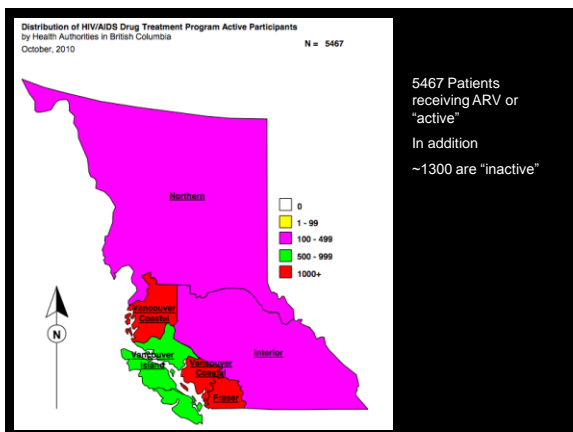 Distribution of HIV/AIDS Drug Treatment Program Active Participants
by Health Authorities in British Columbia
October, 2010
N = 5467
Northern
0
1 - 99
100 - 499
500 - 999
1000+
Vancouver
Coastal
N
Vancouver
Island
Vancouver
Coastal
Interior
Fraser
5467 Patients
receiving ARV or
“active”
In addition
~1300 are “inactive”